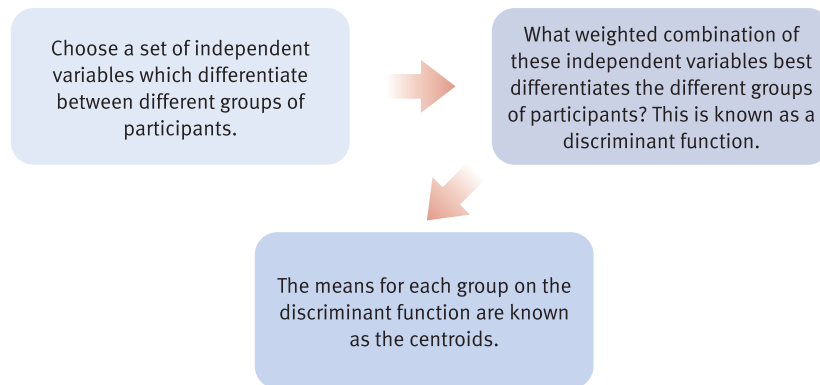 Choose a set of independent
variables which differentiate
between different groups of
participants.
What weighted combination of
these independent variables best
differentiates the different groups
of participants? This is known as a
discriminant function.
The means for each group on the
discriminant function are known
as the centroids.